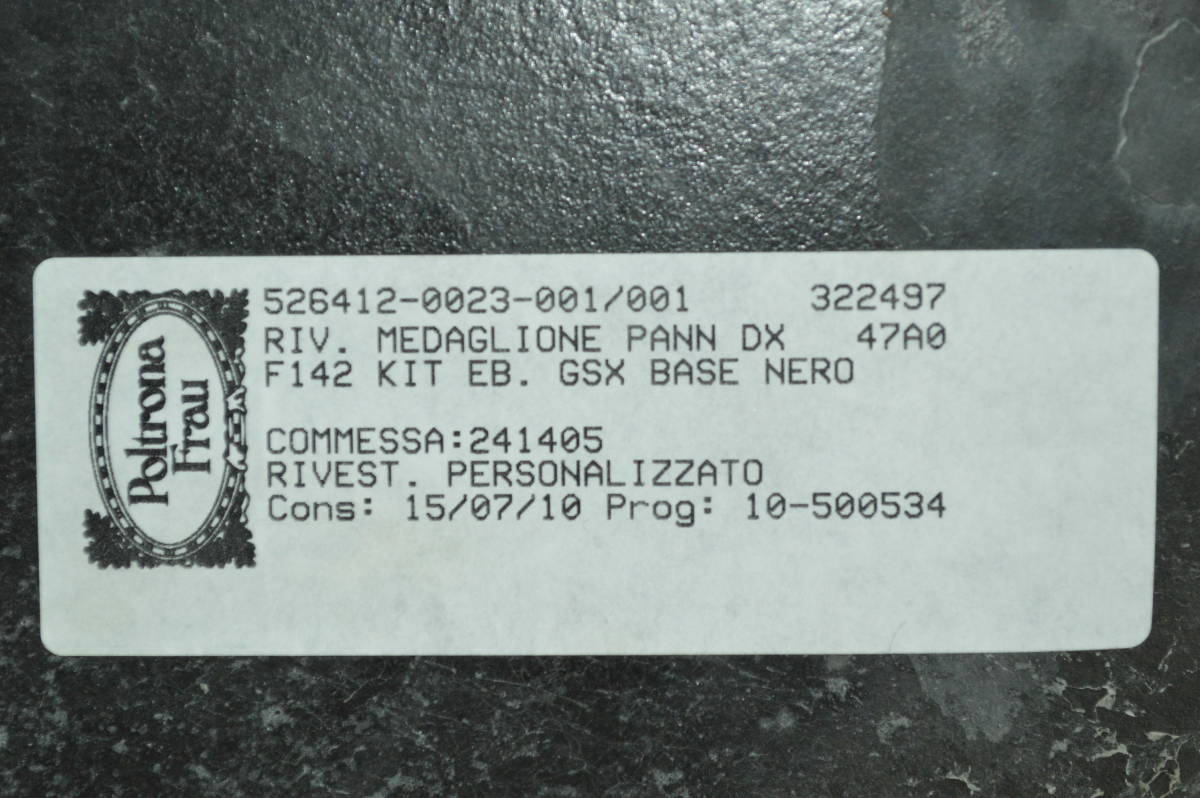 Poltrona
Frau
526412-0023-001/001 322497
RIV. MEDAGLIONE PANN DX 47A0
F142 KIT EB. GSX BASE NERO
COMMESSA:241405
RIVEST. PERSONALIZZATO
Cons: 15/07/10 Prog: 10-500534